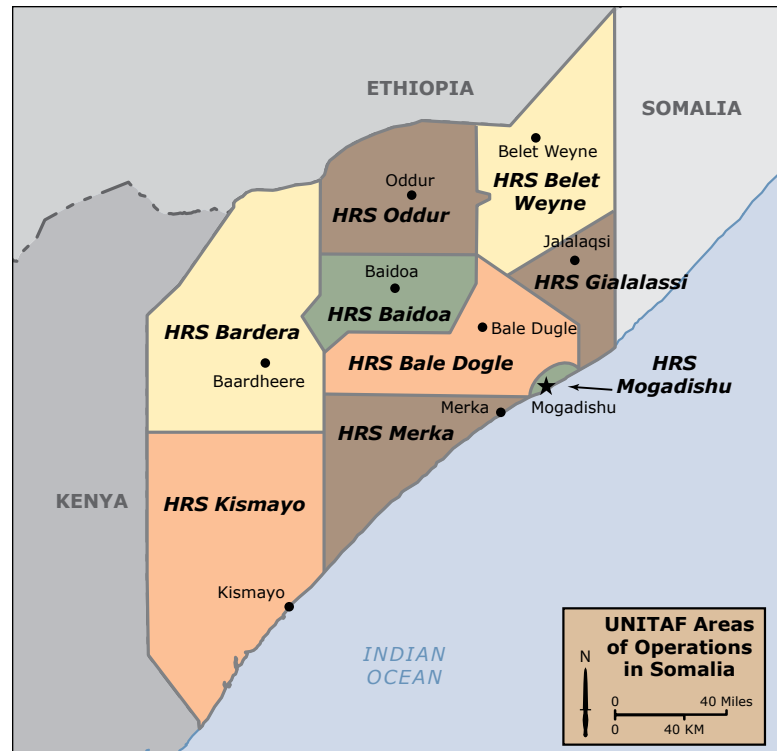 ETHIOPIA
SOMALIA
Belet Weyne
HRS Belet
Weyne
Oddur
HRS Oddur
Jalalaqsi
HRS Gialalassi
Baidoa
HRS Baidoa
HRS Bardera
Baardheere
Bale Dugle
HRS Bale Dogle
HRS
Mogadishu
Merka
Mogadishu
HRS Merka
KENYA
HRS Kismayo
Kismayo
INDIAN
OCEAN
UNITAF Areas
of Operations
in Somalia
N
0 40 Miles
0 40 KM